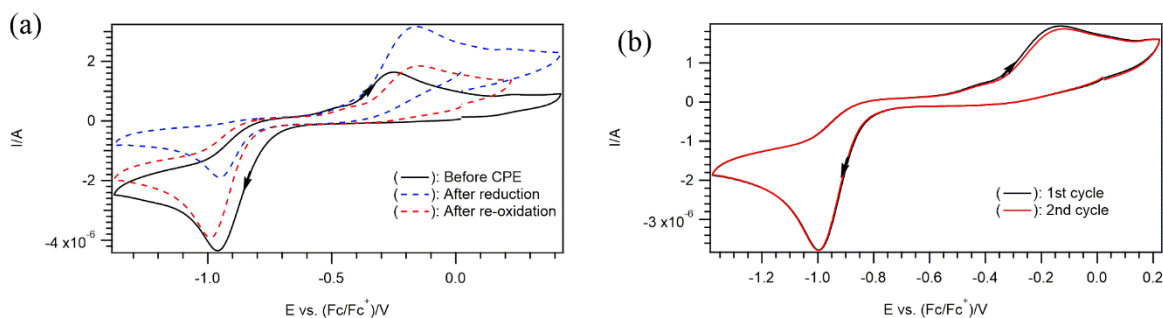 (a)
I/A
2
0
-2
-4 x10⁻⁶
( — ): Before CPE
( - - ): After reduction
( - - ): After re-oxidation
-1.0
-0.5
0.0
E vs. (Fc/Fc⁺)/V
(b)
I/A
1
0
-1
-2
-3 x10⁻⁶
( — ): 1st cycle
( — ): 2nd cycle
-1.2
-1.0
-0.8
-0.6
-0.4
-0.2
0.0
0.2
E vs. (Fc/Fc⁺)/V